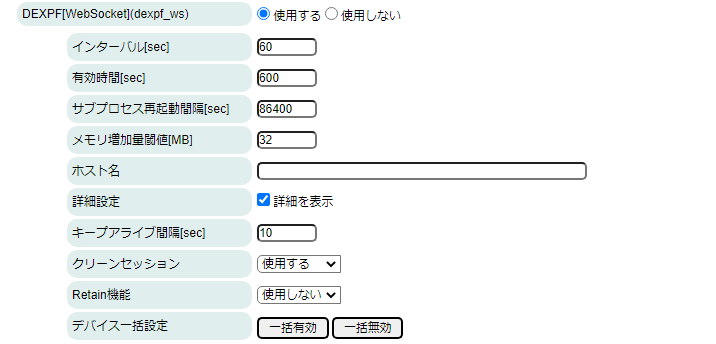 DEXPF[WebSocket](dexpf_ws) 使用する 使用しない
インターバル[sec] 60
有効時間[sec] 600
サブプロセス再起動間隔[sec] 86400
メモリ増加量閾値[MB] 32
ホスト名
詳細設定 詳細を表示
キープアライブ間隔[sec] 10
クリーンセッション 使用する
Retain機能 使用しない
デバイス一括設定 一括有効 一括無効